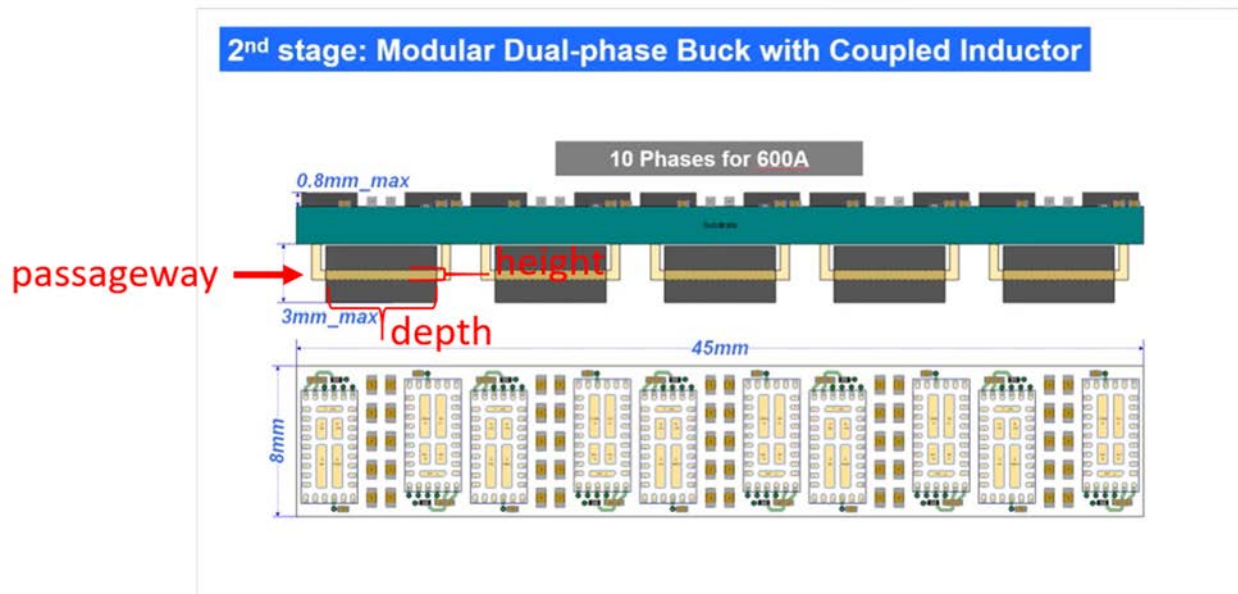 2nd stage: Modular Dual-phase Buck with Coupled Inductor
10 Phases for 600A
0.8mm_max
Substrate
passageway
height
3mm_max
depth
45mm
8mm